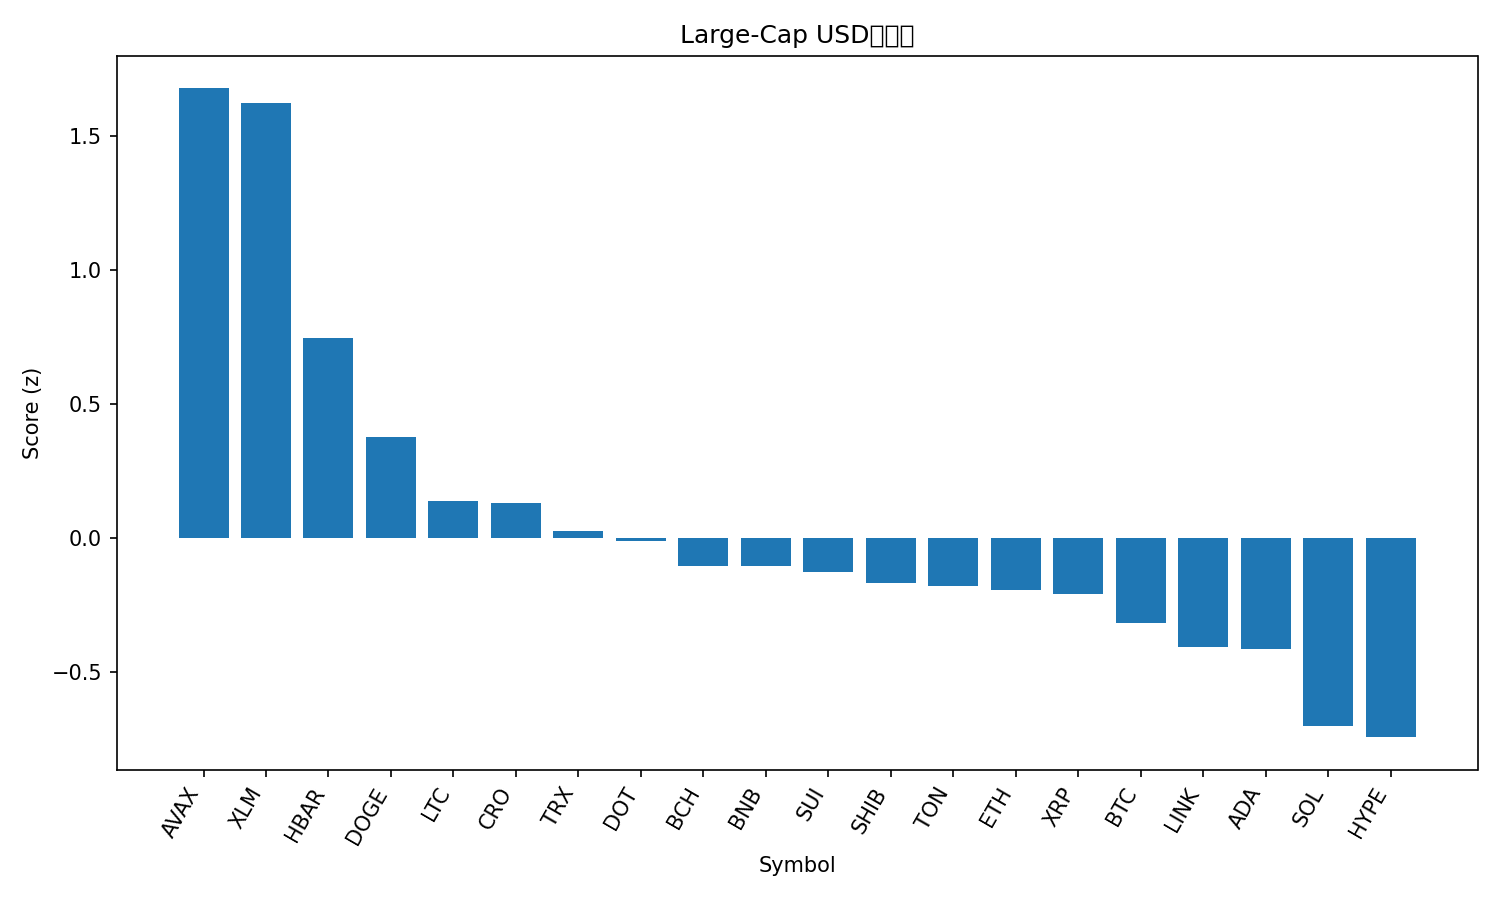 Large-Cap USD
1.5
1.0
0.5
0.0
−0.5
Score (z)
AVAX
XLM
HBAR
DOGE
LTC
CRO
TRX
DOT
BCH
BNB
SUI
SHIB
TON
ETH
XRP
BTC
LINK
ADA
SOL
HYPE
Symbol